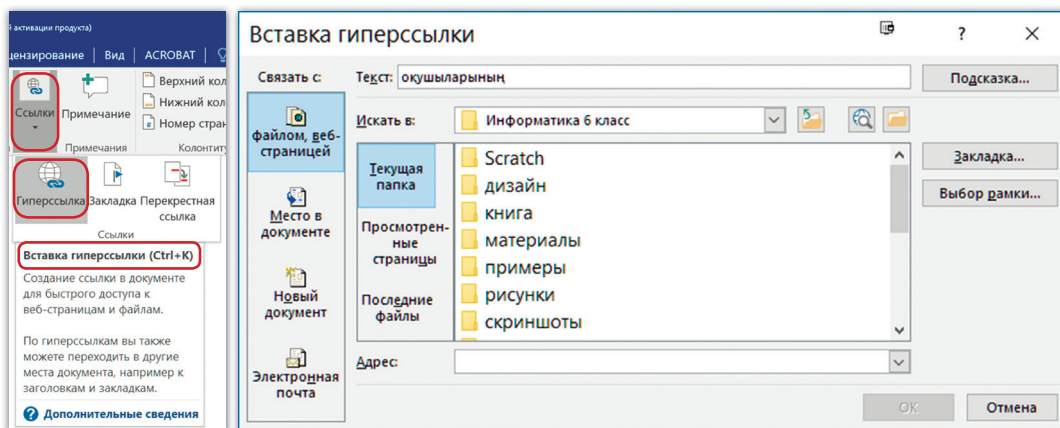 й активации продукта)
цензирование Вид ACROBAT
Ссылки
Примечание
Верхний кол
Нижний кол
Номер стран
Примечания Колонтит
Гиперссылка Закладка Перекрестная
ссылка
Ссылки
Вставка гиперссылки (Ctrl+K)
Создание ссылки в документе
для быстрого доступа к
веб-страницам и файлам.
По гиперссылкам вы также
можете переходить в другие
места документа, например к
заголовкам и закладкам.
Дополнительные сведения
Вставка гиперссылки
Связать с:
Текст: оқушыларының
Подсказка...
файлом, веб-
страницей
Место в
документе
Новый
документ
Электронная
почта
Искать в:
Информатика 6 класс
Текущая
папка
Просмотрен-
ные
страницы
Последние
файлы
Scratch
дизайн
книга
материалы
примеры
рисунки
скриншоты
Закладка...
Выбор рамки...
Адрес:
ОК
Отмена